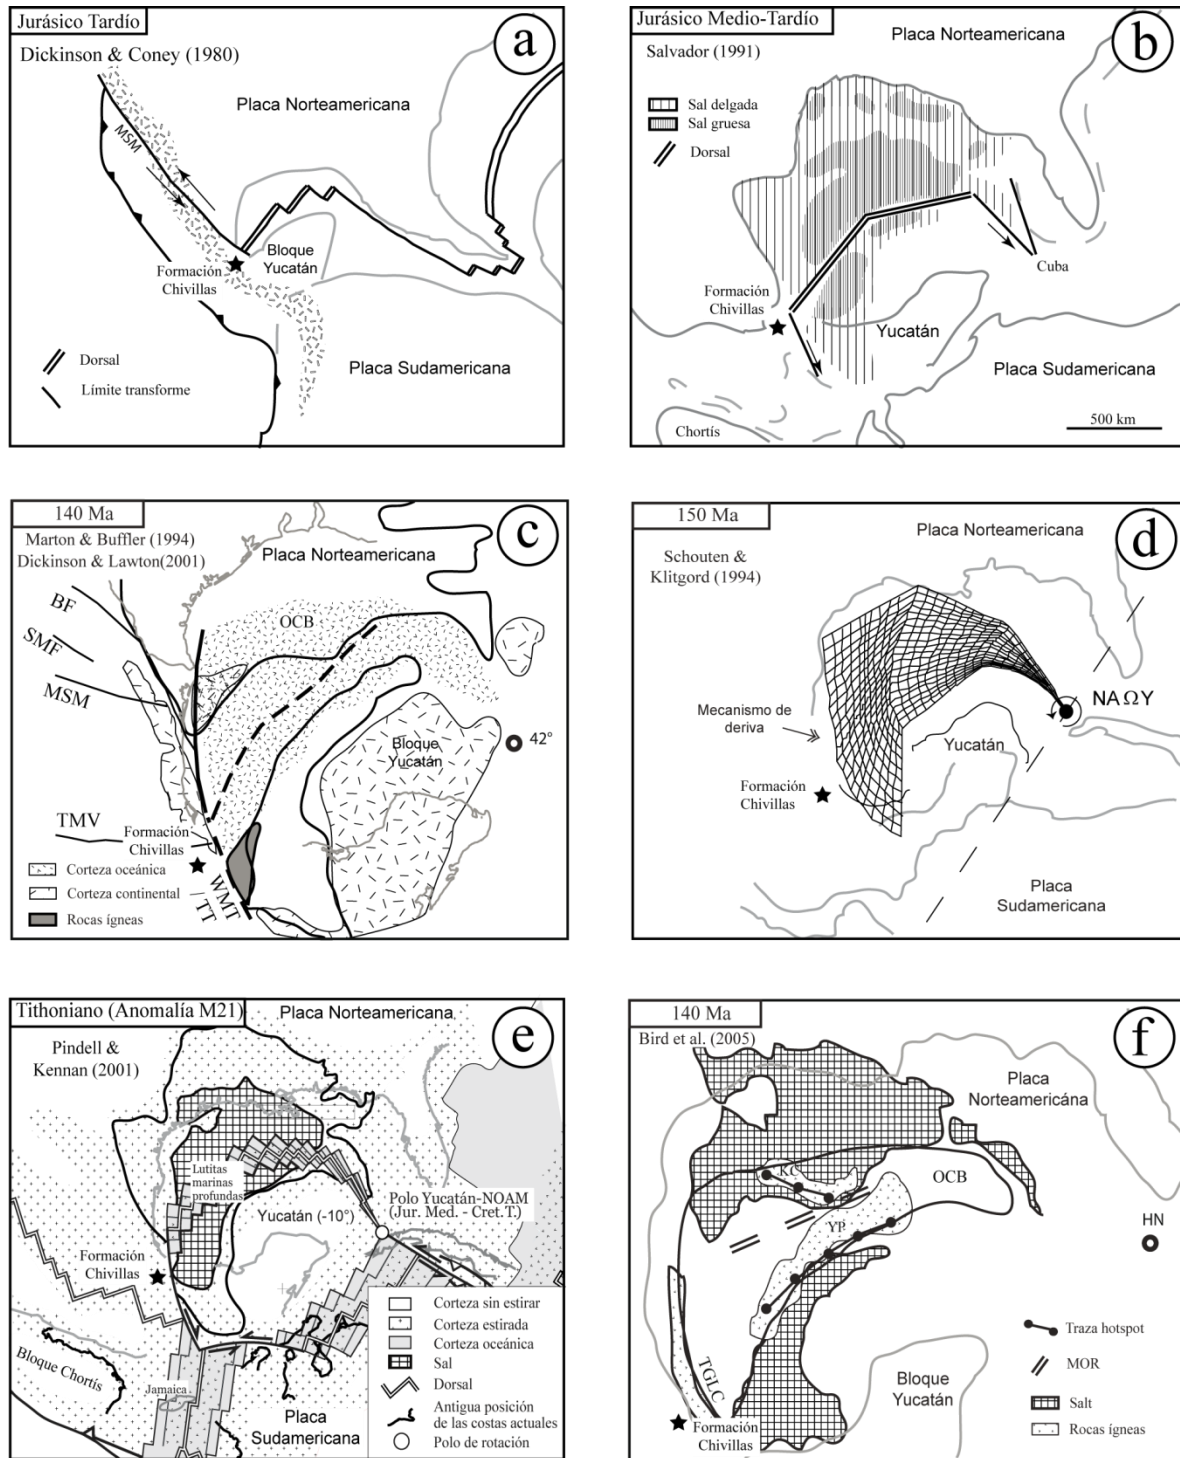 Jurásico Tardío
a
Dickinson & Coney (1980)
Placa Norteamericana
MSM
Bloque
Yucatán
Formación
Chivillas
Dorsal
Límite transforme
Placa Sudamericana
Jurásico Medio-Tardío
b
Placa Norteamericana
Salvador (1991)
Sal delgada
Sal gruesa
Dorsal
Cuba
Formación
Chivillas
Yucatán
Placa Sudamericana
Chortís
500 km
140 Ma
c
Marton & Buffler (1994)
Dickinson & Lawton(2001)
Placa Norteamericana
BF
SMF
MSM
OCB
Bloque
Yucatán
42°
TMV
Formación
Chivillas
WMT
TT
Corteza oceánica
Corteza continental
Rocas ígneas
150 Ma
d
Placa Norteamericana
Schouten &
Klitgord (1994)
NAΩY
Mecanismo de
deriva
Yucatán
Formación
Chivillas
Placa
Sudamericana
Tithoniano (Anomalía M21)
e
Placa Norteamericana
Pindell &
Kennan (2001)
Lutitas
marinas
profundas
Yucatán (-10°)
Polo Yucatán-NOAM
(Jur. Med. - Cret.T.)
Formación
Chivillas
Bloque Chortís
Jamaica
Placa
Sudamericana
Corteza sin estirar
Corteza estirada
Corteza oceánica
Sal
Dorsal
Antigua posición
de las costas actuales
Polo de rotación
140 Ma
f
Bird et al. (2005)
Placa
Norteamericána
KC
OCB
YP
HN
TGLC
Bloque
Yucatán
Formación
Chivillas
Traza hotspot
MOR
Salt
Rocas ígneas